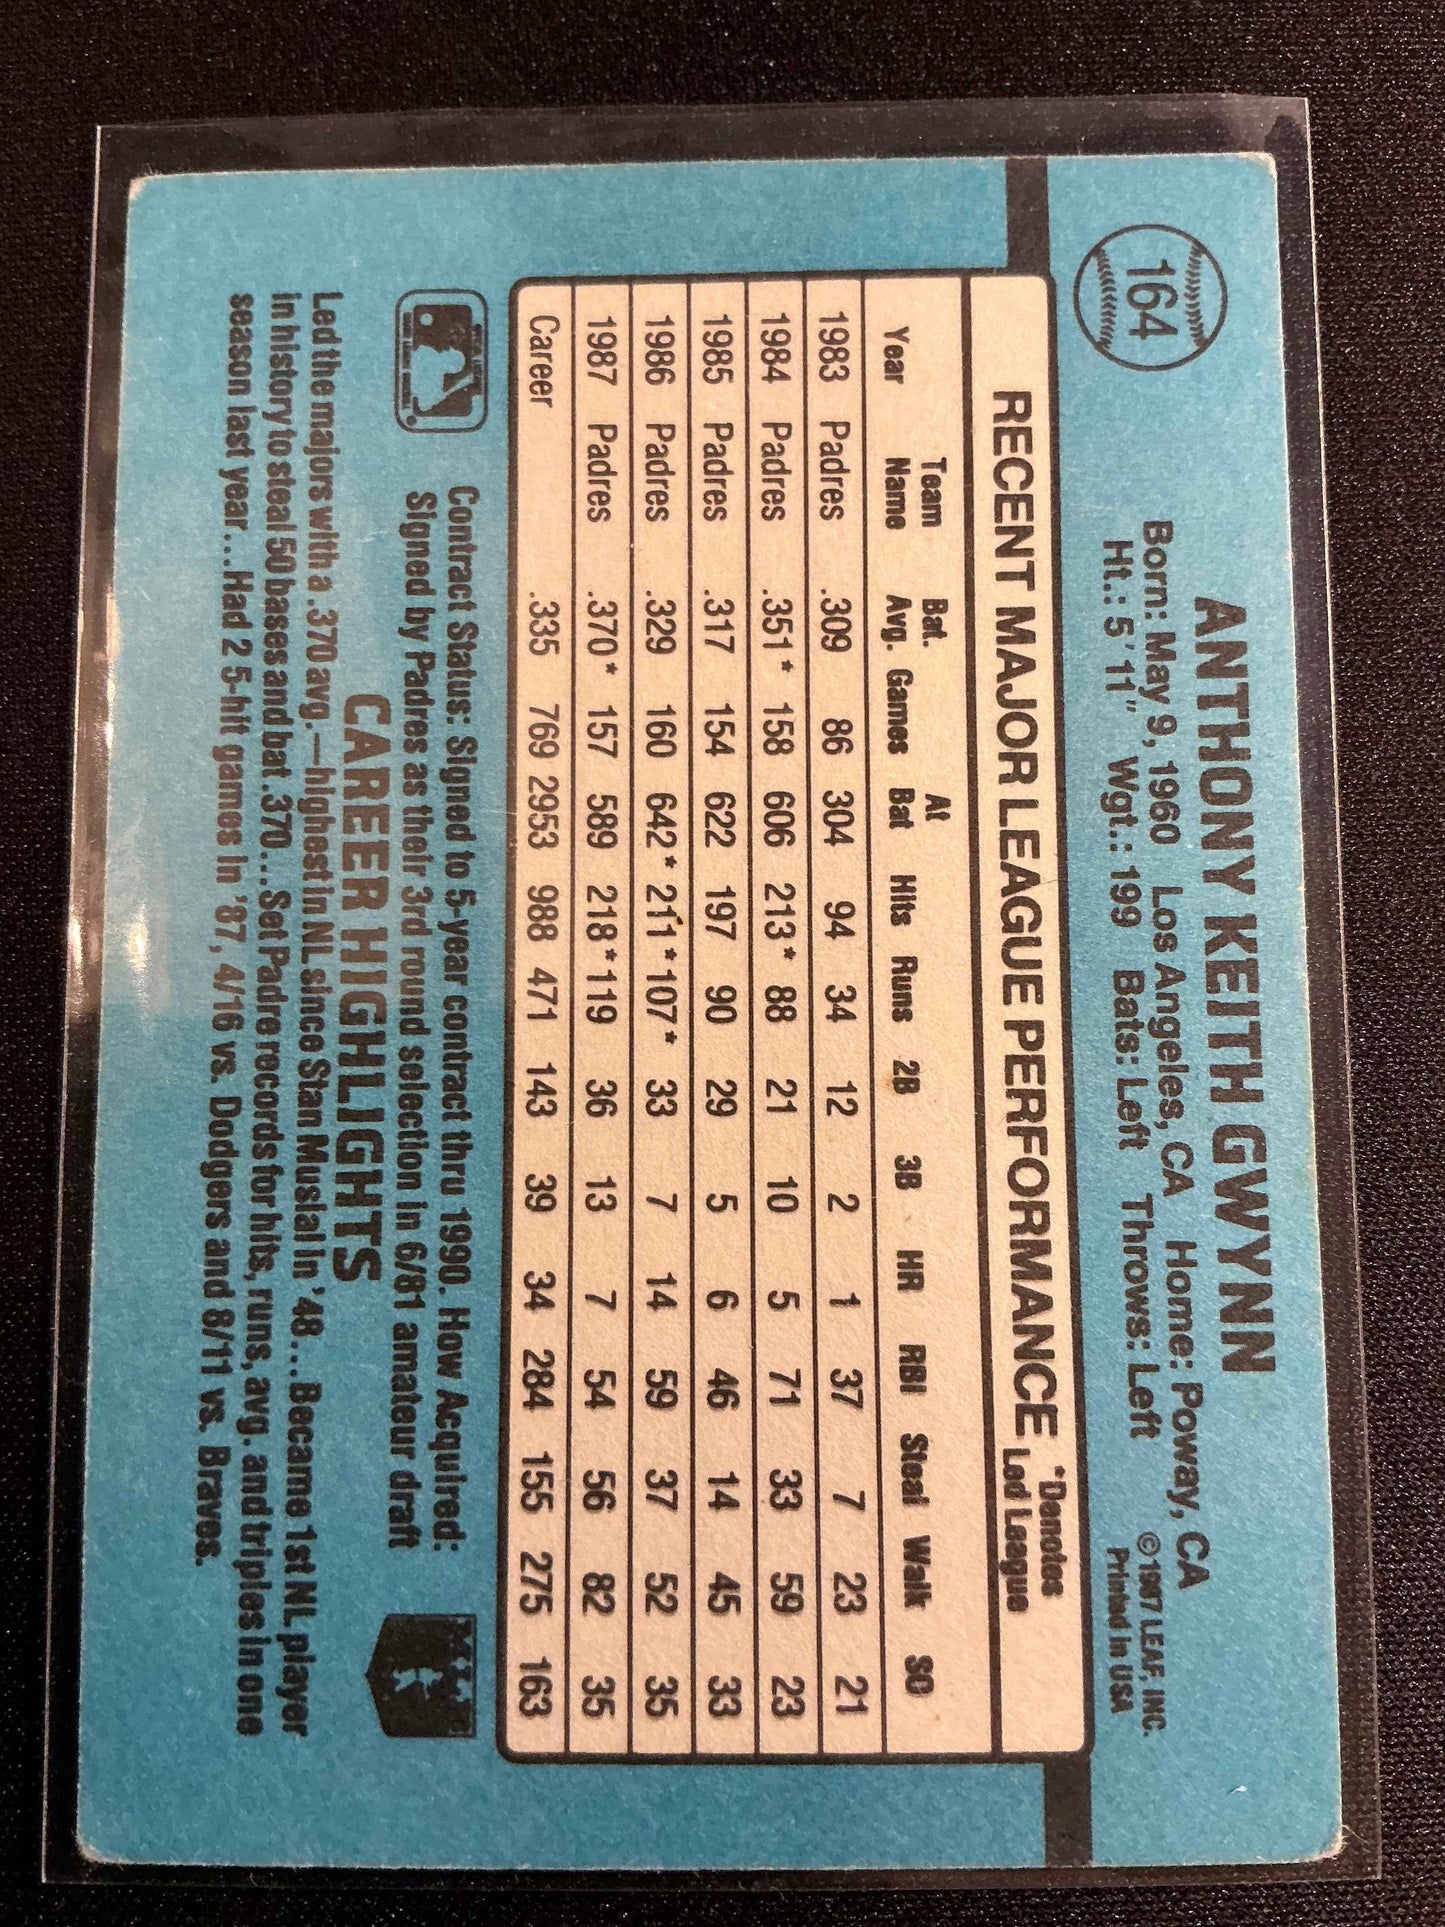 164
ANTHONY KEITH GWYNN
Born: May 9, 1960 Los Angeles, CA Home: Poway, CA
Ht.: 5'11" Wgt.: 199 Bats: Left Throws: Left
©1987 LEAF, INC.
Printed in USA
RECENT MAJOR LEAGUE PERFORMANCE *Denotes Led League
Year Team Name Bat. Avg. Games At Bat Hits Runs 2B 3B HR RBI Steal Walk SO
1983 Padres .309 86 304 94 34 12 2 1 37 7 23 21
1984 Padres .351* 158 606 213* 88 21 10 5 71 33 59 23
1985 Padres .317 154 622 197 90 29 5 6 46 14 45 33
1986 Padres .329 160 642* 211* 107* 33 7 14 59 37 52 35
1987 Padres .370* 157 589 218* 119 36 13 7 54 56 82 35
Career .335 769 2953 988 471 143 39 34 284 155 275 163
Contract Status: Signed to 5-year contract thru 1990. How Acquired:
Signed by Padres as their 3rd round selection in 6/81 amateur draft
CAREER HIGHLIGHTS
Led the majors with a .370 avg.—highest in NL since Stan Musial in '48...Became 1st NL player
in history to steal 50 bases and bat .370...Set Padre records for hits, runs, avg. and triples in one
season last year...Had 2 5-hit games in '87, 4/16 vs. Dodgers and 8/11 vs. Braves.